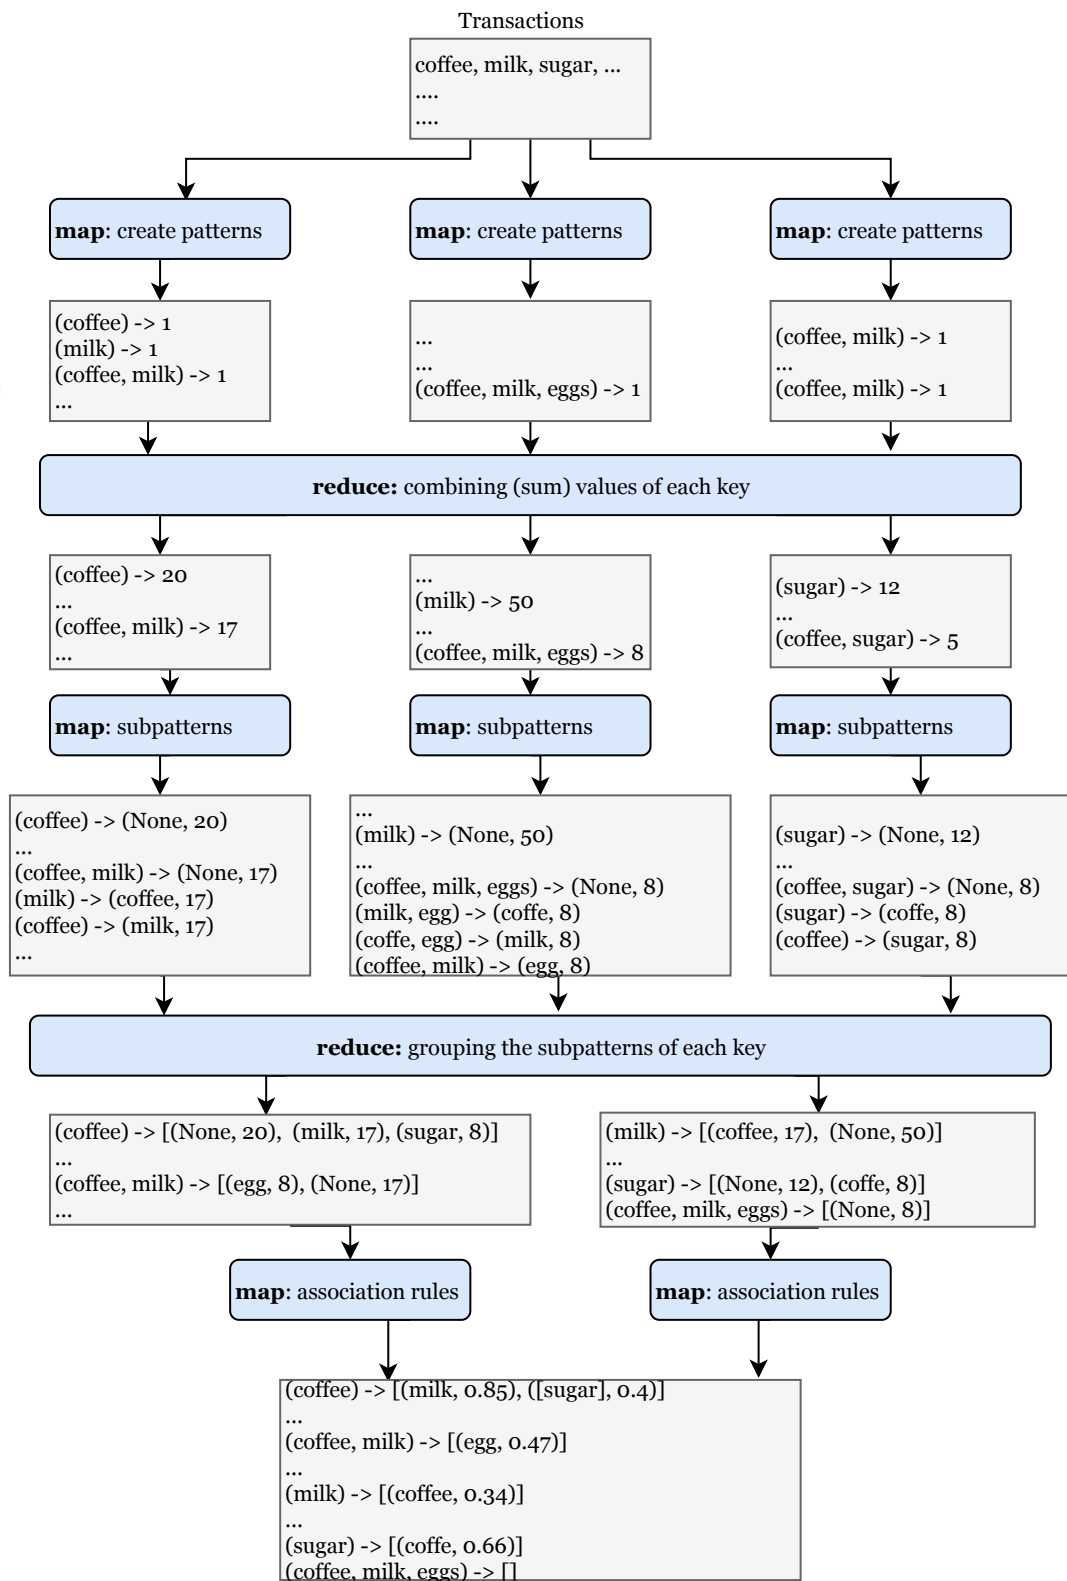 Transactions
coffee, milk, sugar, ...
....
....
map: create patterns
map: create patterns
map: create patterns
(coffee) -> 1
(milk) -> 1
(coffee, milk) -> 1
...
...
...
(coffee, milk, eggs) -> 1
(coffee, milk) -> 1
...
(coffee, milk) -> 1
reduce: combining (sum) values of each key
(coffee) -> 20
...
(coffee, milk) -> 17
...
...
(milk) -> 50
...
(coffee, milk, eggs) -> 8
(sugar) -> 12
...
(coffee, sugar) -> 5
map: subpatterns
map: subpatterns
map: subpatterns
(coffee) -> (None, 20)
...
(coffee, milk) -> (None, 17)
(milk) -> (coffee, 17)
(coffee) -> (milk, 17)
...
...
(milk) -> (None, 50)
...
(coffee, milk, eggs) -> (None, 8)
(milk, egg) -> (coffe, 8)
(coffe, egg) -> (milk, 8)
(coffee, milk) -> (egg, 8)
(sugar) -> (None, 12)
...
(coffee, sugar) -> (None, 8)
(sugar) -> (coffe, 8)
(coffee) -> (sugar, 8)
reduce: grouping the subpatterns of each key
(coffee) -> [(None, 20), (milk, 17), (sugar, 8)]
...
(coffee, milk) -> [(egg, 8), (None, 17)]
...
(milk) -> [(coffee, 17), (None, 50)]
...
(sugar) -> [(None, 12), (coffe, 8)]
(coffee, milk, eggs) -> [(None, 8)]
map: association rules
map: association rules
(coffee) -> [(milk, 0.85), ([sugar], 0.4)]
...
(coffee, milk) -> [(egg, 0.47)]
...
(milk) -> [(coffee, 0.34)]
...
(sugar) -> [(coffe, 0.66)]
(coffee, milk, eggs) -> []